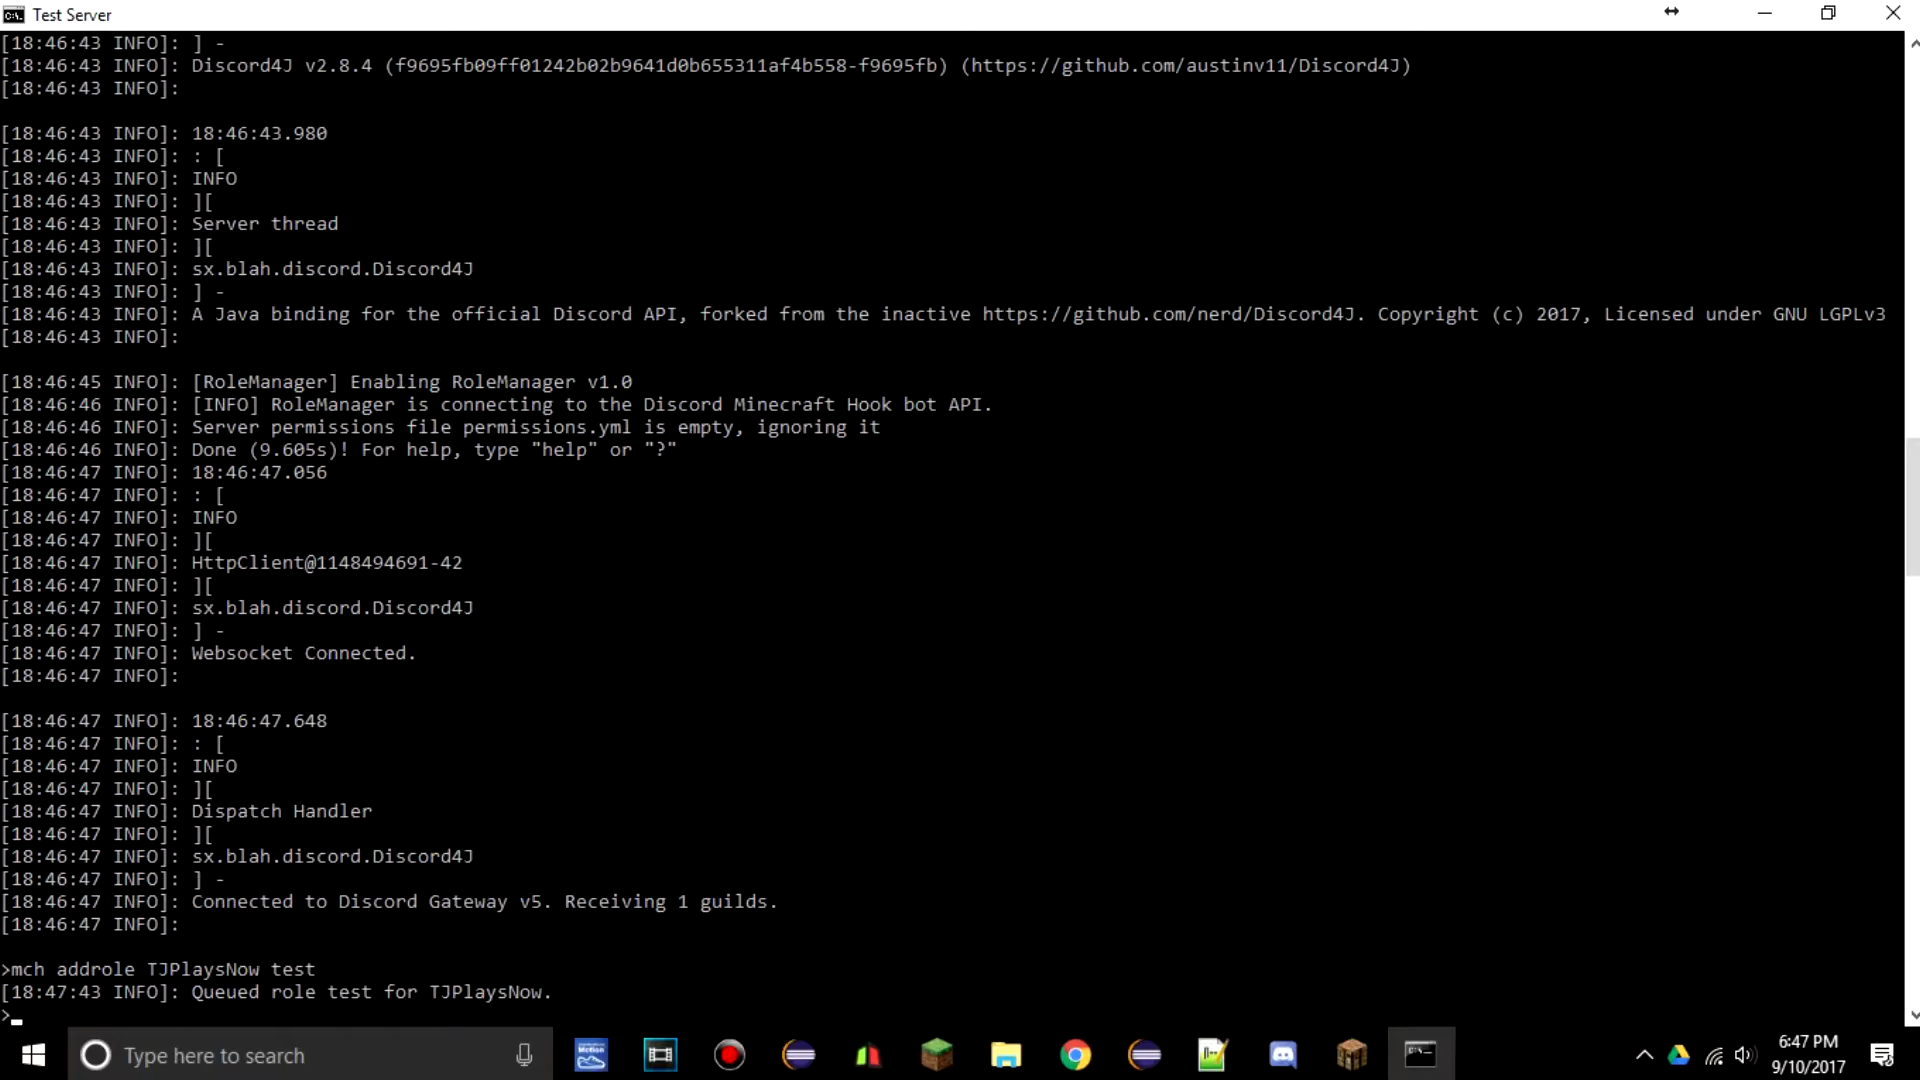 Test Server
[18:46:43 INFO]: ] -
[18:46:43 INFO]: Discord4J v2.8.4 (f9695fb09ff01242b02b9641d0b655311af4b558-f9695fb) (https://github.com/austinv11/Discord4J)
[18:46:43 INFO]:
[18:46:43 INFO]: 18:46:43.980
[18:46:43 INFO]: : [
[18:46:43 INFO]: INFO
[18:46:43 INFO]: ][
[18:46:43 INFO]: Server thread
[18:46:43 INFO]: ][
[18:46:43 INFO]: sx.blah.discord.Discord4J
[18:46:43 INFO]: ] -
[18:46:43 INFO]: A Java binding for the official Discord API, forked from the inactive https://github.com/nerd/Discord4J. Copyright (c) 2017, Licensed under GNU LGPLv3
[18:46:43 INFO]:
[18:46:45 INFO]: [RoleManager] Enabling RoleManager v1.0
[18:46:46 INFO]: [INFO] RoleManager is connecting to the Discord Minecraft Hook bot API.
[18:46:46 INFO]: Server permissions file permissions.yml is empty, ignoring it
[18:46:46 INFO]: Done (9.605s)! For help, type "help" or "?"
[18:46:47 INFO]: 18:46:47.056
[18:46:47 INFO]: : [
[18:46:47 INFO]: INFO
[18:46:47 INFO]: ][
[18:46:47 INFO]: HttpClient@1148494691-42
[18:46:47 INFO]: ][
[18:46:47 INFO]: sx.blah.discord.Discord4J
[18:46:47 INFO]: ] -
[18:46:47 INFO]: Websocket Connected.
[18:46:47 INFO]:
[18:46:47 INFO]: 18:46:47.648
[18:46:47 INFO]: : [
[18:46:47 INFO]: INFO
[18:46:47 INFO]: ][
[18:46:47 INFO]: Dispatch Handler
[18:46:47 INFO]: ][
[18:46:47 INFO]: sx.blah.discord.Discord4J
[18:46:47 INFO]: ] -
[18:46:47 INFO]: Connected to Discord Gateway v5. Receiving 1 guilds.
[18:46:47 INFO]:
>mch addrole TJPlaysNow test
[18:47:43 INFO]: Queued role test for TJPlaysNow.
>_
Type here to search
6:47 PM
9/10/2017